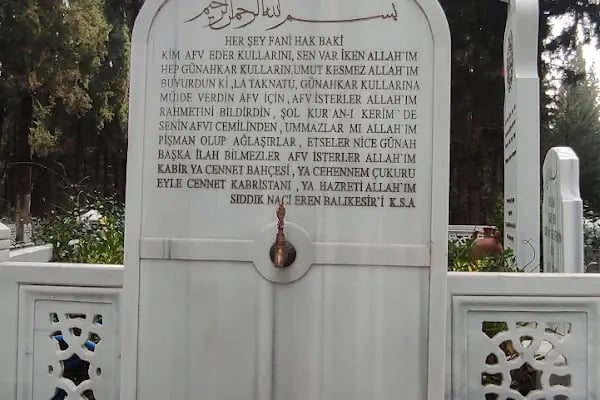 بسم الله الرحمن الرحيم
HER ŞEY FANİ HAK BAKİ
KİM AFV EDER KULLARINI, SEN VAR İKEN ALLAH'IM
HEP GÜNAHKAR KULLARIN.UMUT KESMEZ ALLAH'IM
BUYURDUN Kİ ,LA TAKNATU, GÜNAHKAR KULLARINA
MÜJDE VERDİN AFV İÇİN, AFV İSTERLER ALLAH'IM
RAHMETİNİ BİLDİRDİN, ŞOL KUR'AN-I KERİM'DE
SENİN AFVI CEMİLİNDEN, UMMAZLAR MI ALLAH'IM
PİŞMAN OLUP AĞLAŞIRLAR, ETSELER NİCE GÜNAH
BAŞKA İLAH BİLMEZLER AFV İSTERLER ALLAH'IM
KABİR YA CENNET BAHÇESİ, YA CEHENNEM ÇUKURU
EYLE CENNET KABRİSTANI, YA HAZRETİ ALLAH'IM
SIDDIK NACİ EREN BALIKESİR'İ K.S.A